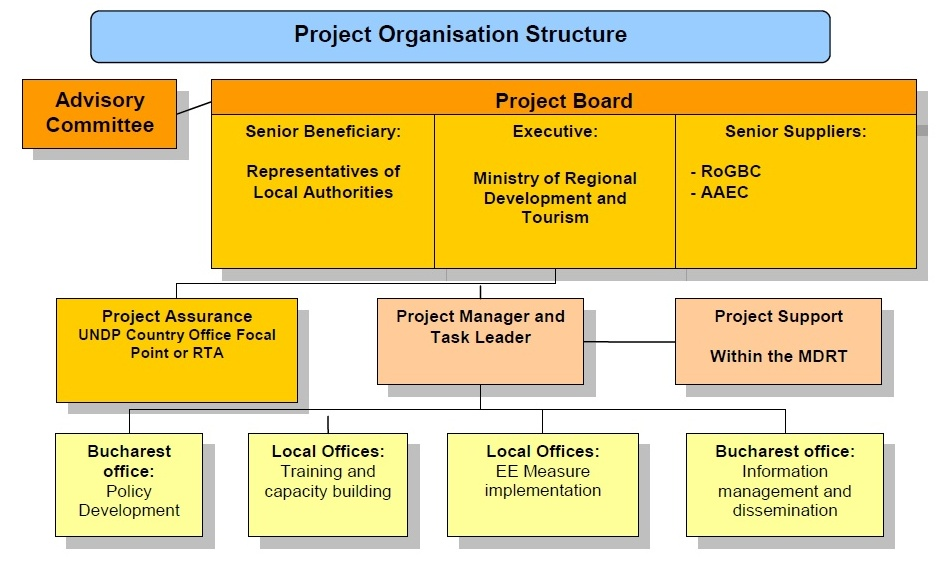 Project Organisation Structure
Advisory
Committee
Project Board
Senior Beneficiary:
Representatives of
Local Authorities
Executive:
Ministry of Regional
Development and
Tourism
Senior Suppliers:
- RoGBC
- AAEC
Project Assurance
UNDP Country Office Focal
Point or RTA
Project Manager and
Task Leader
Project Support
Within the MDRT
Bucharest
office:
Policy
Development
Local Offices:
Training and
capacity building
Local Offices:
EE Measure
implementation
Bucharest office:
Information
management and
dissemination